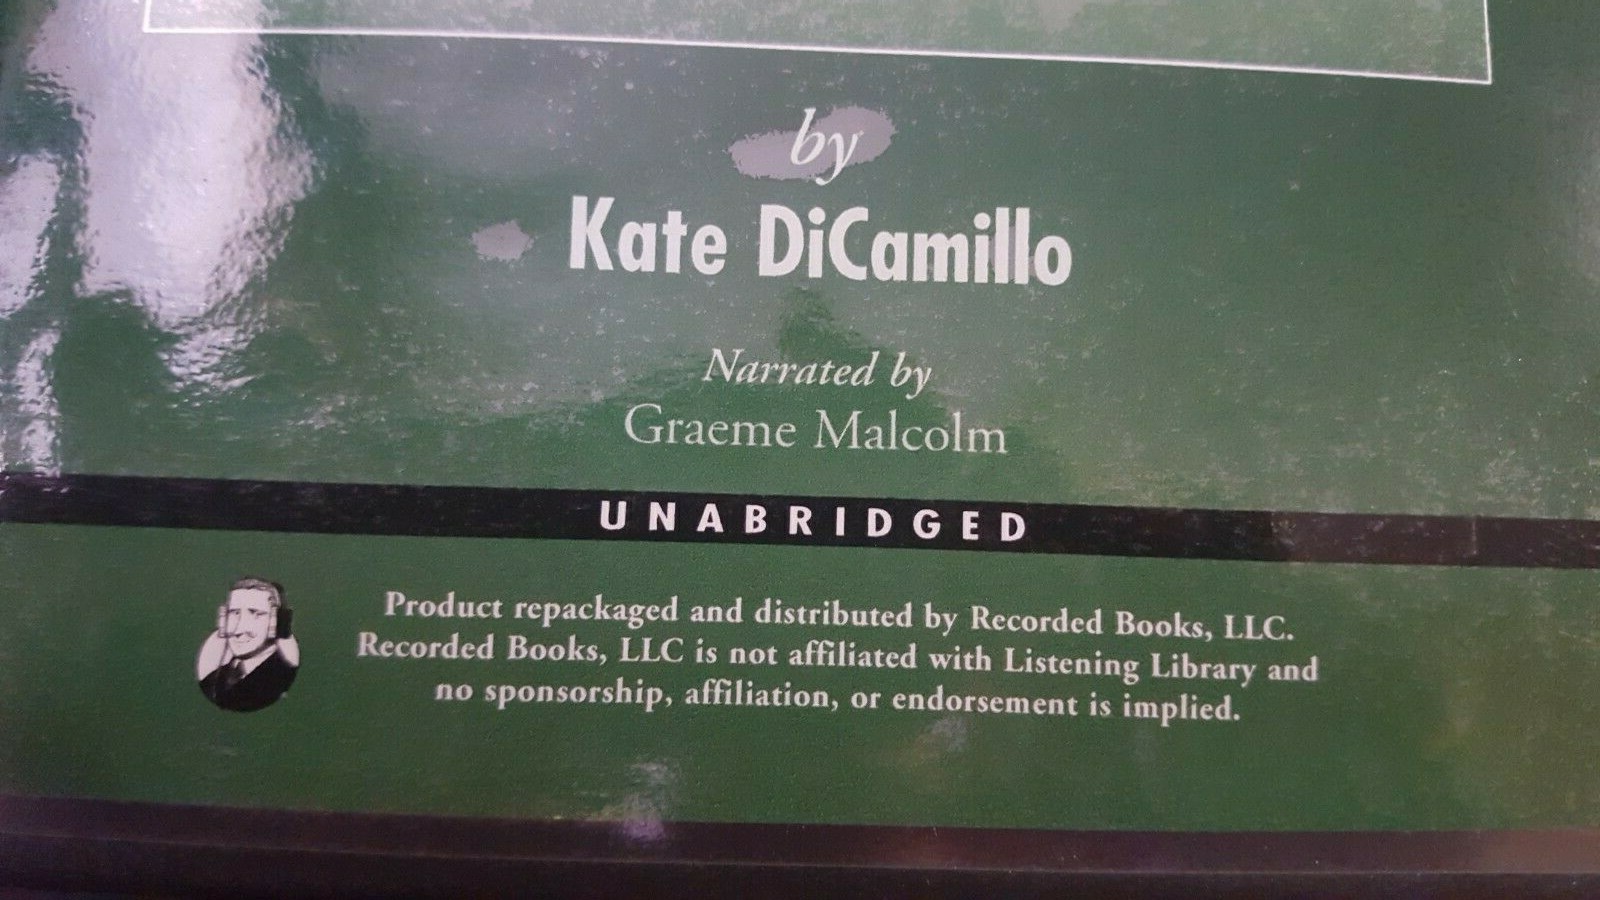 by
Kate DiCamillo
Narrated by
Graeme Malcolm
UNABRIDGED
Product repackaged and distributed by Recorded Books, LLC.
Recorded Books, LLC is not affiliated with Listening Library and
no sponsorship, affiliation, or endorsement is implied.